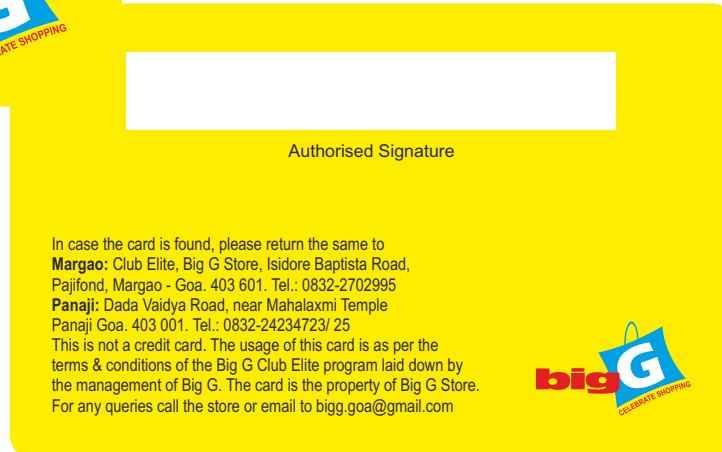 G
ATE SHOPPING
Authorised Signature
In case the card is found, please return the same to
Margao: Club Elite, Big G Store, Isidore Baptista Road,
Pajifond, Margao - Goa. 403 601. Tel.: 0832-2702995
Panaji: Dada Vaidya Road, near Mahalaxmi Temple
Panaji Goa. 403 001. Tel.: 0832-24234723/ 25
This is not a credit card. The usage of this card is as per the
terms & conditions of the Big G Club Elite program laid down by
the management of Big G. The card is the property of Big G Store.
For any queries call the store or email to bigg.goa@gmail.com
big G
CELEBRATE SHOPPING